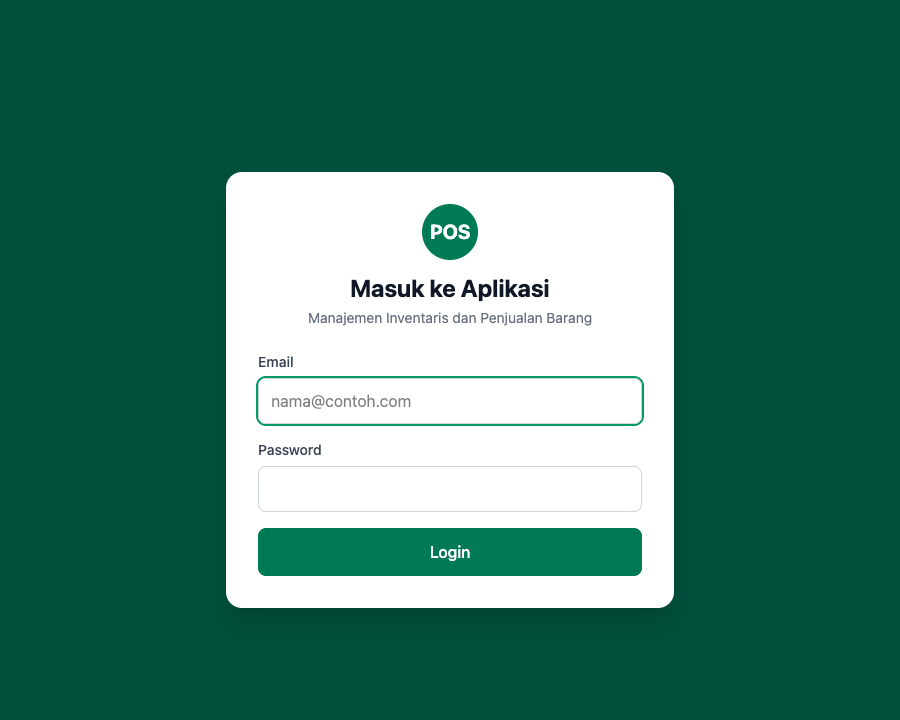 POS
Masuk ke Aplikasi
Manajemen Inventaris dan Penjualan Barang
Email
nama@contoh.com
Password
Login